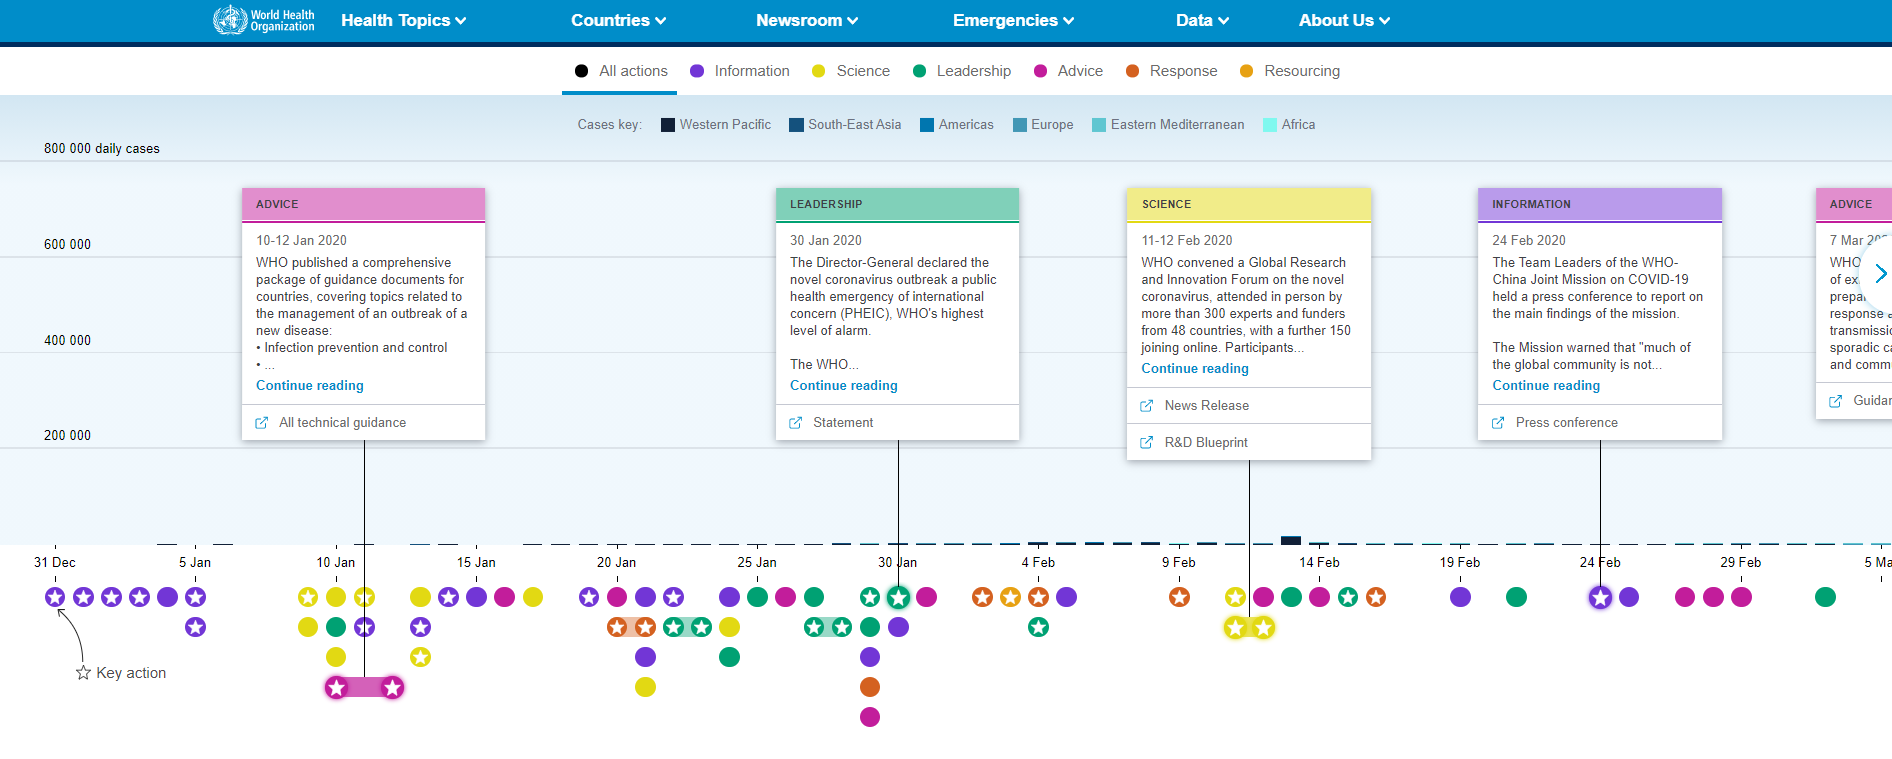 World Health
Organization
Health Topics
Countries
Newsroom
Emergencies
Data
About Us
All actions
Information
Science
Leadership
Advice
Response
Resourcing
Cases key:
Western Pacific
South-East Asia
Americas
Europe
Eastern Mediterranean
Africa
800 000 daily cases
600 000
400 000
200 000
ADVICE
10-12 Jan 2020
WHO published a comprehensive
package of guidance documents for
countries, covering topics related to
the management of an outbreak of a
new disease:
• Infection prevention and control
• ...
Continue reading
All technical guidance
LEADERSHIP
30 Jan 2020
The Director-General declared the
novel coronavirus outbreak a public
health emergency of international
concern (PHEIC), WHO's highest
level of alarm.
The WHO...
Continue reading
Statement
SCIENCE
11-12 Feb 2020
WHO convened a Global Research
and Innovation Forum on the novel
coronavirus, attended in person by
more than 300 experts and funders
from 48 countries, with a further 150
joining online. Participants...
Continue reading
News Release
R&D Blueprint
INFORMATION
24 Feb 2020
The Team Leaders of the WHO-
China Joint Mission on COVID-19
held a press conference to report on
the main findings of the mission.
The Mission warned that "much of
the global community is not...
Continue reading
Press conference
ADVICE
7 Mar
WHO
of
response
and
31 Dec
5 Jan
10 Jan
15 Jan
20 Jan
25 Jan
30 Jan
4 Feb
9 Feb
14 Feb
19 Feb
24 Feb
29 Feb
5
Key action